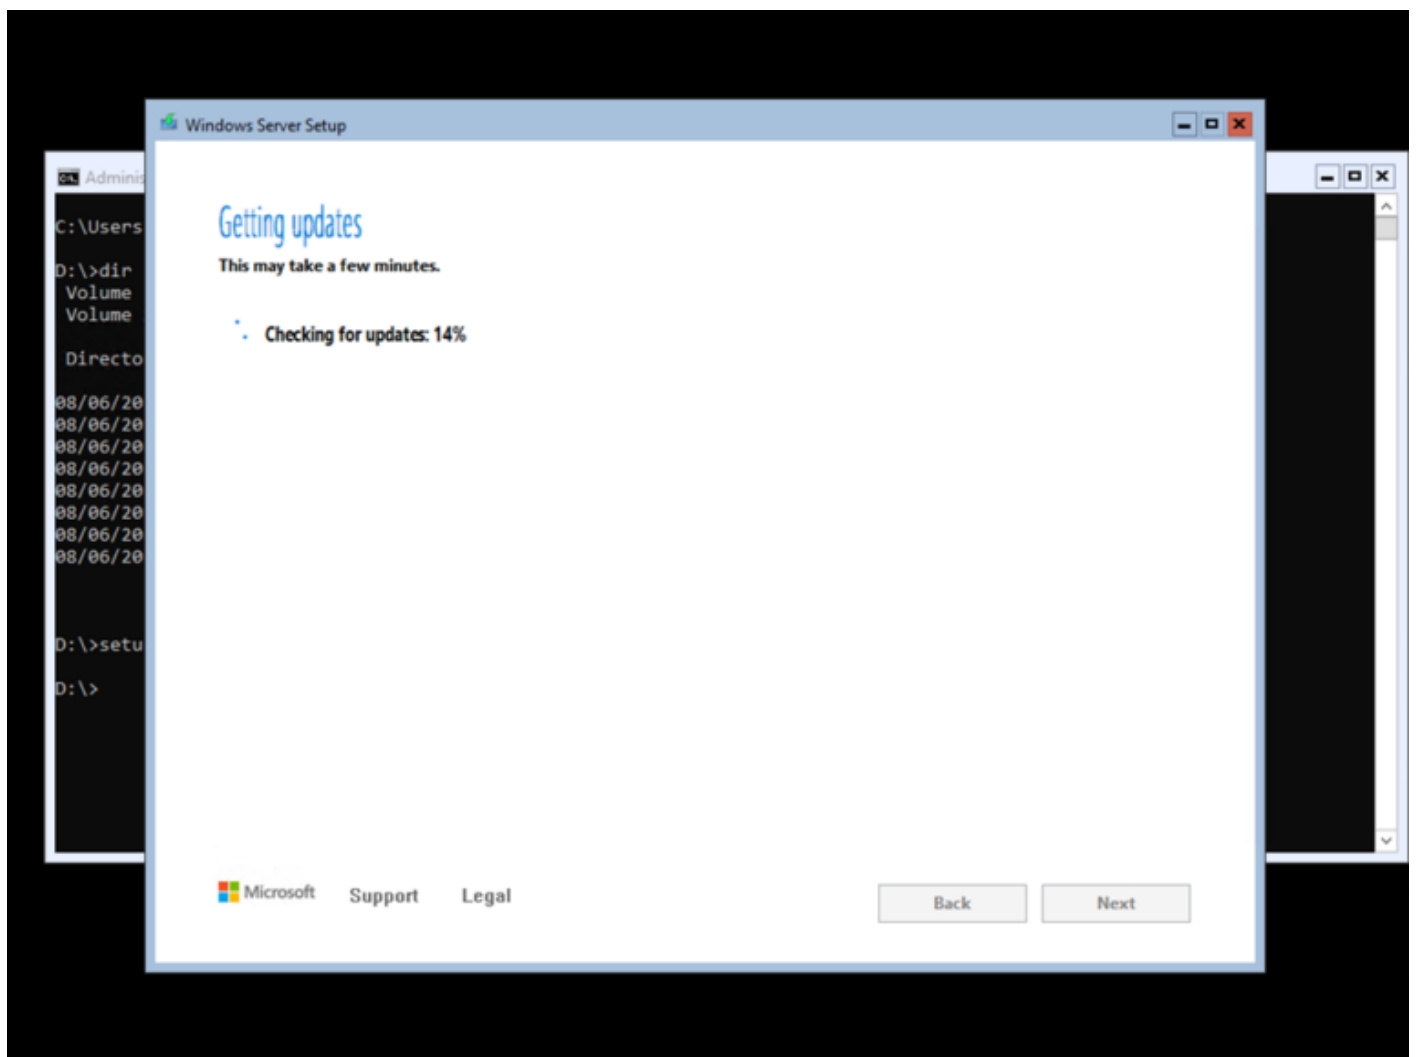 Windows Server Setup
Adminis
C:\Users
D:\>dir
Volume
Volume
Directo
08/06/20
08/06/20
08/06/20
08/06/20
08/06/20
08/06/20
08/06/20
08/06/20
D:\>setu
D:\>
Getting updates
This may take a few minutes.
Checking for updates: 14%
Microsoft Support Legal
Back Next